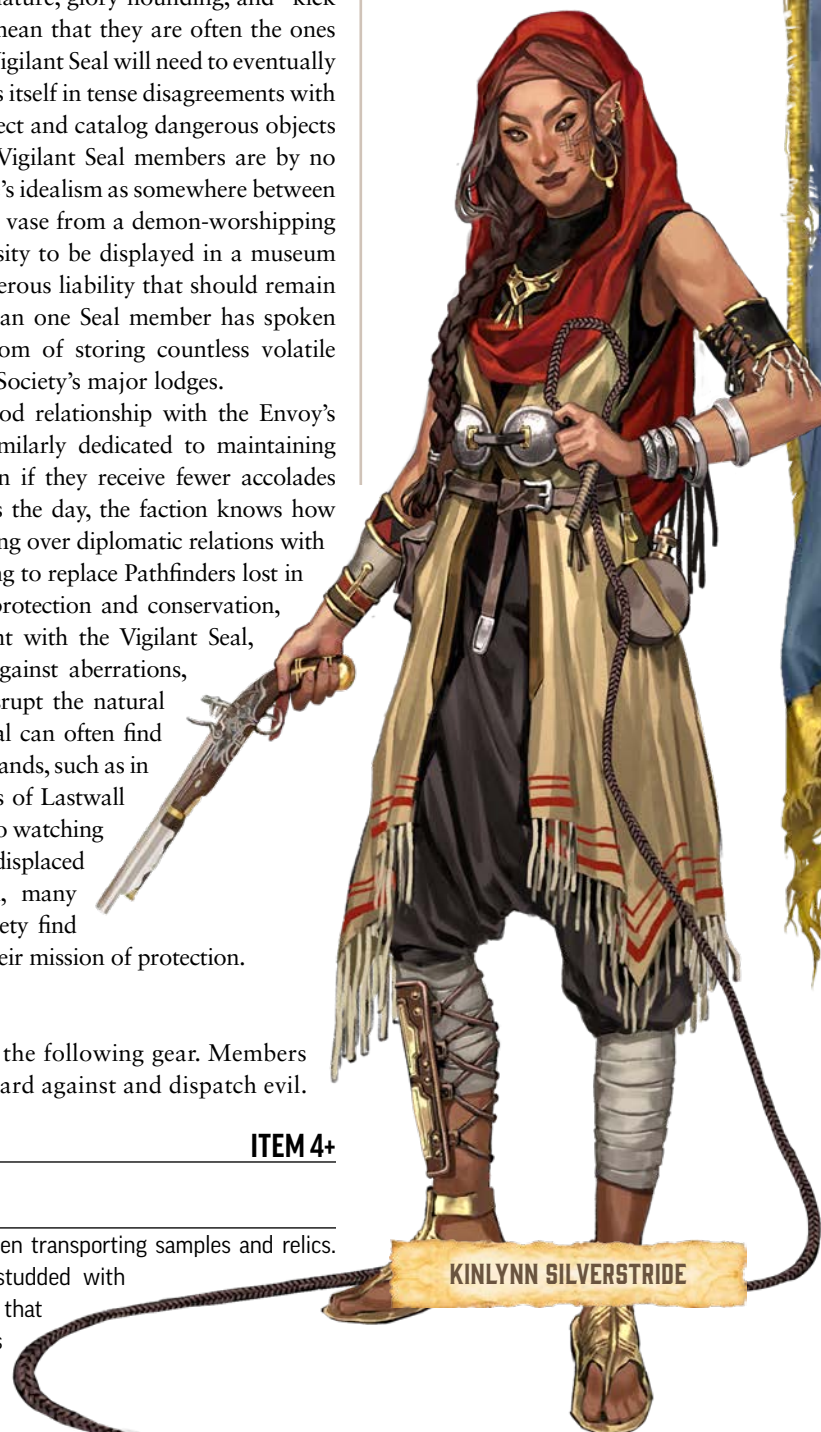 nature, glory hounding, and "kick
mean that they are often the ones
Vigilant Seal will need to eventually
s itself in tense disagreements with
ect and catalog dangerous objects
Vigilant Seal members are by no
's idealism as somewhere between
vase from a demon-worshipping
sity to be displayed in a museum
erous liability that should remain
an one Seal member has spoken
om of storing countless volatile
Society's major lodges.
od relationship with the Envoy's
milarly dedicated to maintaining
n if they receive fewer accolades
s the day, the faction knows how
ng over diplomatic relations with
ng to replace Pathfinders lost in
protection and conservation,
nt with the Vigilant Seal,
against aberrations,
rupt the natural
al can often find
ands, such as in
s of Lastwall
o watching
displaced
, many
ety find
eir mission of protection.
the following gear. Members
ard against and dispatch evil.
ITEM 4+
en transporting samples and relics.
studded with
that
s
KINLYNN SILVERSTRIDE